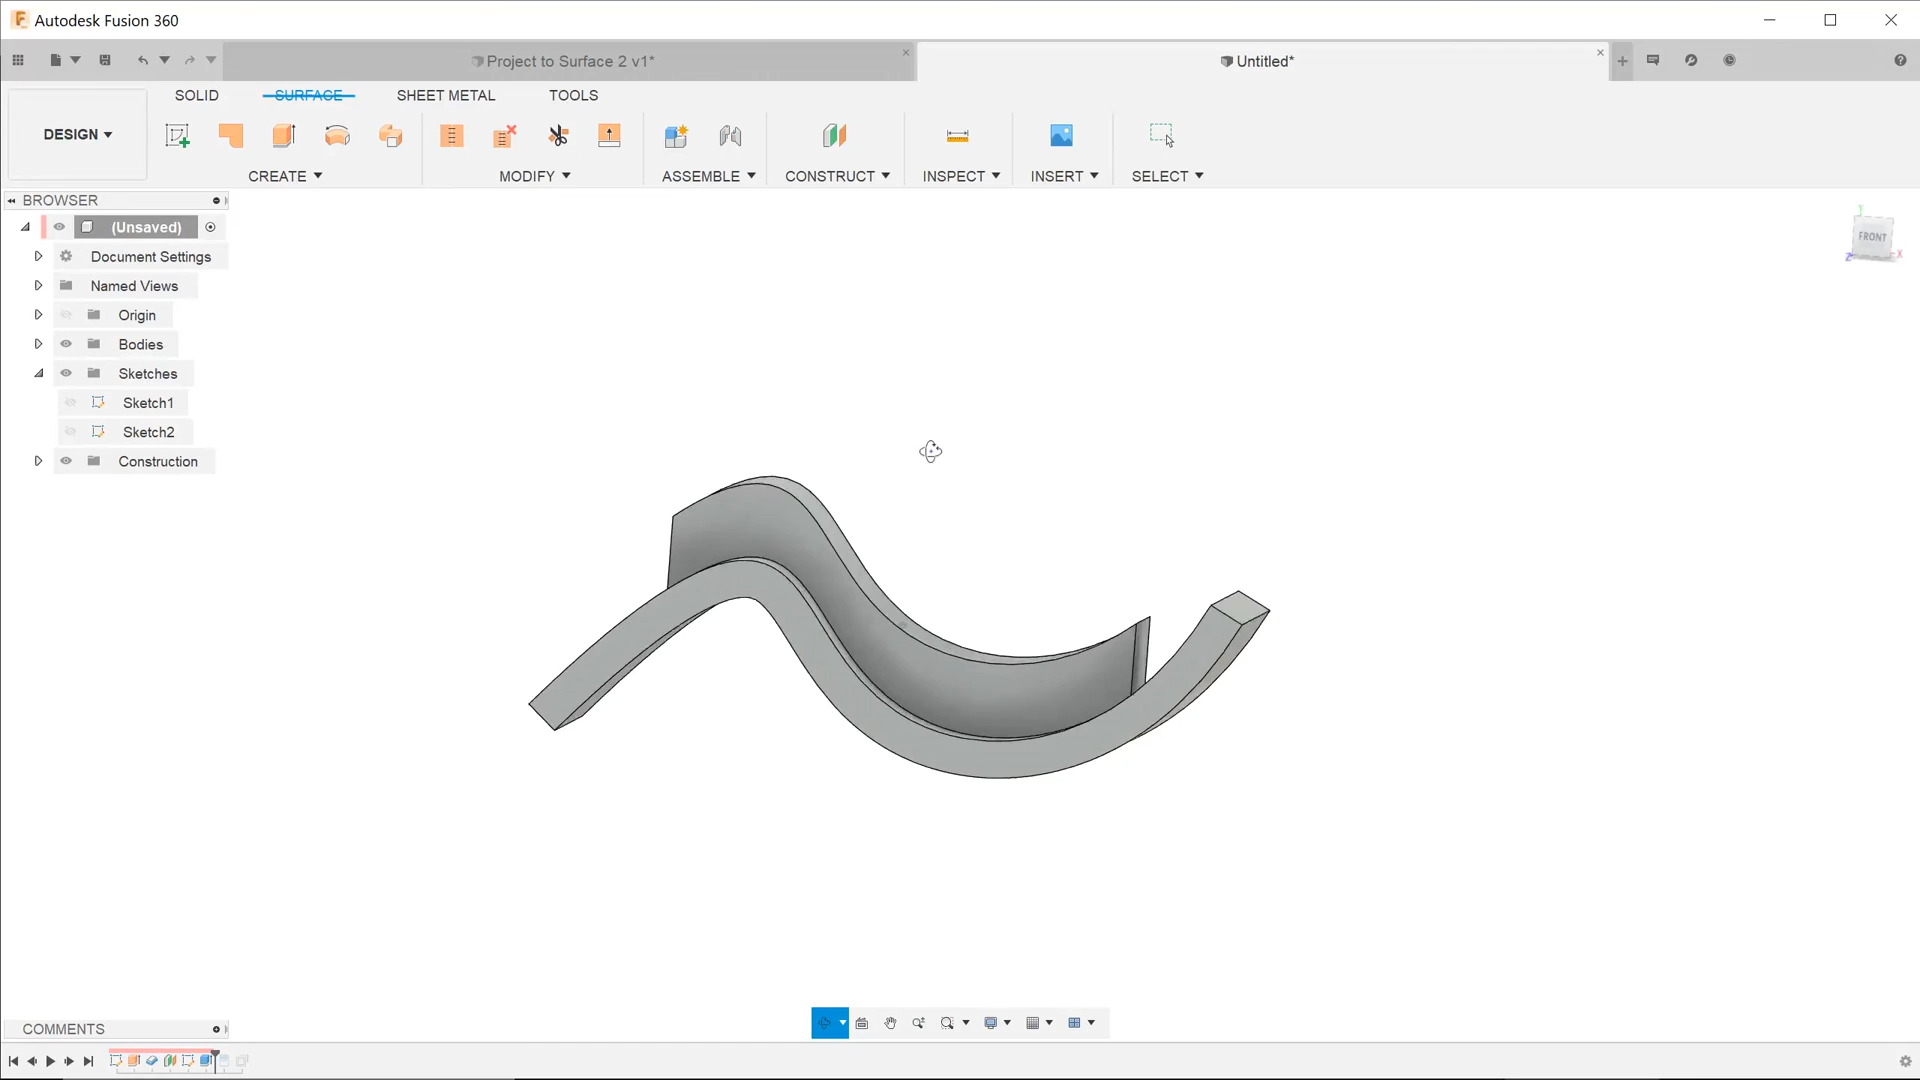 Autodesk Fusion 360
Project to Surface 2 v1*
Untitled*
SOLID
SURFACE
SHEET METAL
TOOLS
DESIGN
CREATE
MODIFY
ASSEMBLE
CONSTRUCT
INSPECT
INSERT
SELECT
BROWSER
(Unsaved)
Document Settings
Named Views
Origin
Bodies
Sketches
Sketch1
Sketch2
Construction
Y
FRONT
Z
X
COMMENTS